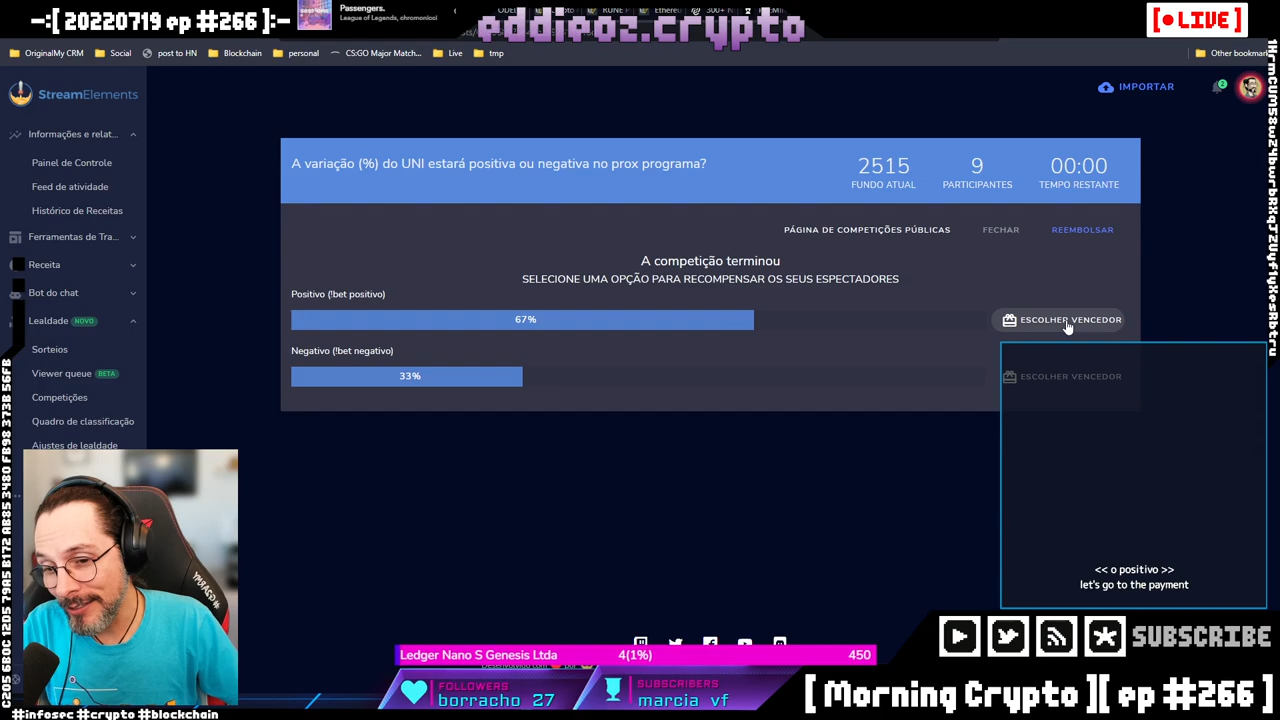 -:[ 20220719 ep #266 ]:-
Passengers.
League of Legends, chromonicci
eddieoz.crypto
[ LIVE ]
OriginalMy CRM
Social
post to HN
Blockchain
personal
CS:GO Major Match...
Live
tmp
Other bookmar
StreamElements
IMPORTAR
2
Informações e relat...
Painel de Controle
Feed de atividade
Histórico de Receitas
Ferramentas de Tra...
Receita
Bot do chat
Lealdade NOVO
Sorteios
Viewer queue BETA
Competições
Quadro de classificação
Ajustes de lealdade
A variação (%) do UNI estará positiva ou negativa no prox programa?
2515
FUNDO ATUAL
9
PARTICIPANTES
00:00
TEMPO RESTANTE
PÁGINA DE COMPETIÇÕES PÚBLICAS
FECHAR
REEMBOLSAR
A competição terminou
SELECIONE UMA OPÇÃO PARA RECOMPENSAR OS SEUS ESPECTADORES
Positivo (!bet positivo)
67%
ESCOLHER VENCEDOR
Negativo (!bet negativo)
33%
ESCOLHER VENCEDOR
<< o positivo >>
let's go to the payment
Ledger Nano S Genesis Ltda
4(1%)
450
FOLLOWERS
borracho 27
SUBSCRIBERS
marcia vf
SUBSCRIBE
[ Morning Crypto ][ ep #266 ]
#infosec #crypto #blockchain